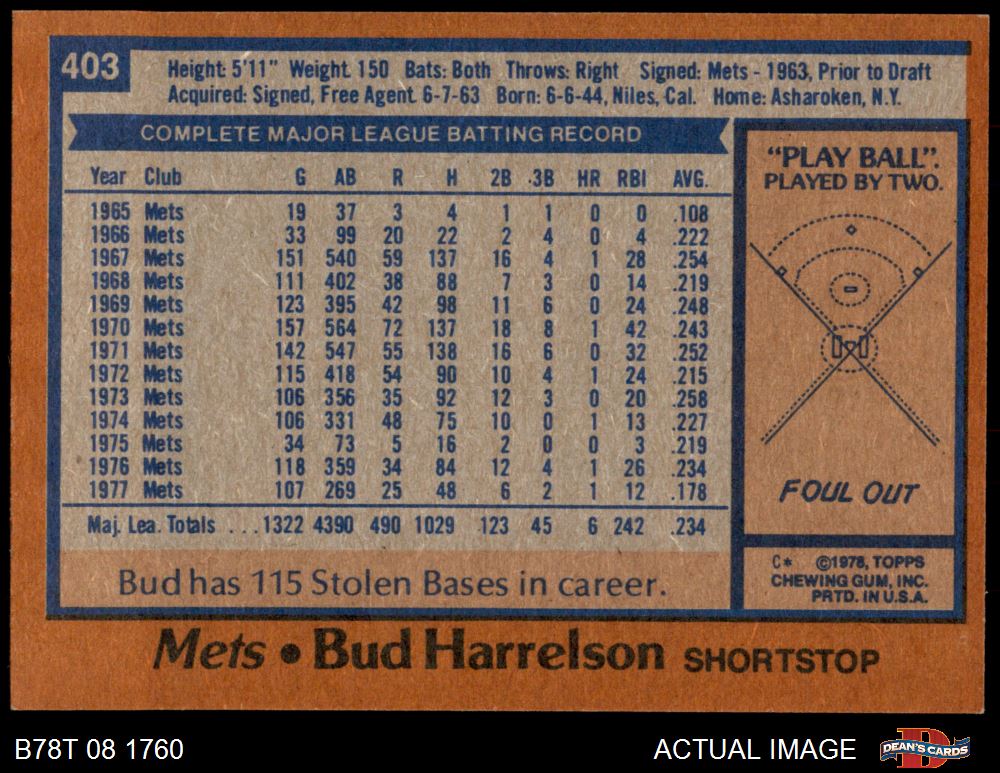 403
Height: 5'11" Weight 150 Bats: Both Throws: Right Signed: Mets - 1963, Prior to Draft
Acquired: Signed, Free Agent 6-7-63 Born: 6-6-44, Niles, Cal. Home: Asharoken, N.Y.
COMPLETE MAJOR LEAGUE BATTING RECORD
Year Club G AB R H 2B 3B HR RBI AVG.
1965 Mets 19 37 3 4 1 1 0 0 .108
1966 Mets 33 99 20 22 2 4 0 4 .222
1967 Mets 151 540 59 137 16 4 1 28 .254
1968 Mets 111 402 38 88 7 3 0 14 .219
1969 Mets 123 395 42 98 11 6 0 24 .248
1970 Mets 157 564 72 137 18 8 1 42 .243
1971 Mets 142 547 55 138 16 6 0 32 .252
1972 Mets 115 418 54 90 10 4 1 24 .215
1973 Mets 106 356 35 92 12 3 0 20 .258
1974 Mets 106 331 48 75 10 0 1 13 .227
1975 Mets 34 73 5 16 2 0 0 3 .219
1976 Mets 118 359 34 84 12 4 1 26 .234
1977 Mets 107 269 25 48 6 2 1 12 .178
Maj. Lea. Totals ...1322 4390 490 1029 123 45 6 242 .234
Bud has 115 Stolen Bases in career.
"PLAY BALL".
PLAYED BY TWO.
FOUL OUT
C* ©1978, TOPPS
CHEWING GUM, INC.
PRTD. IN U.S.A.
Mets • Bud Harrelson SHORTSTOP
B78T 08 1760
ACTUAL IMAGE
DEAN'S CARDS